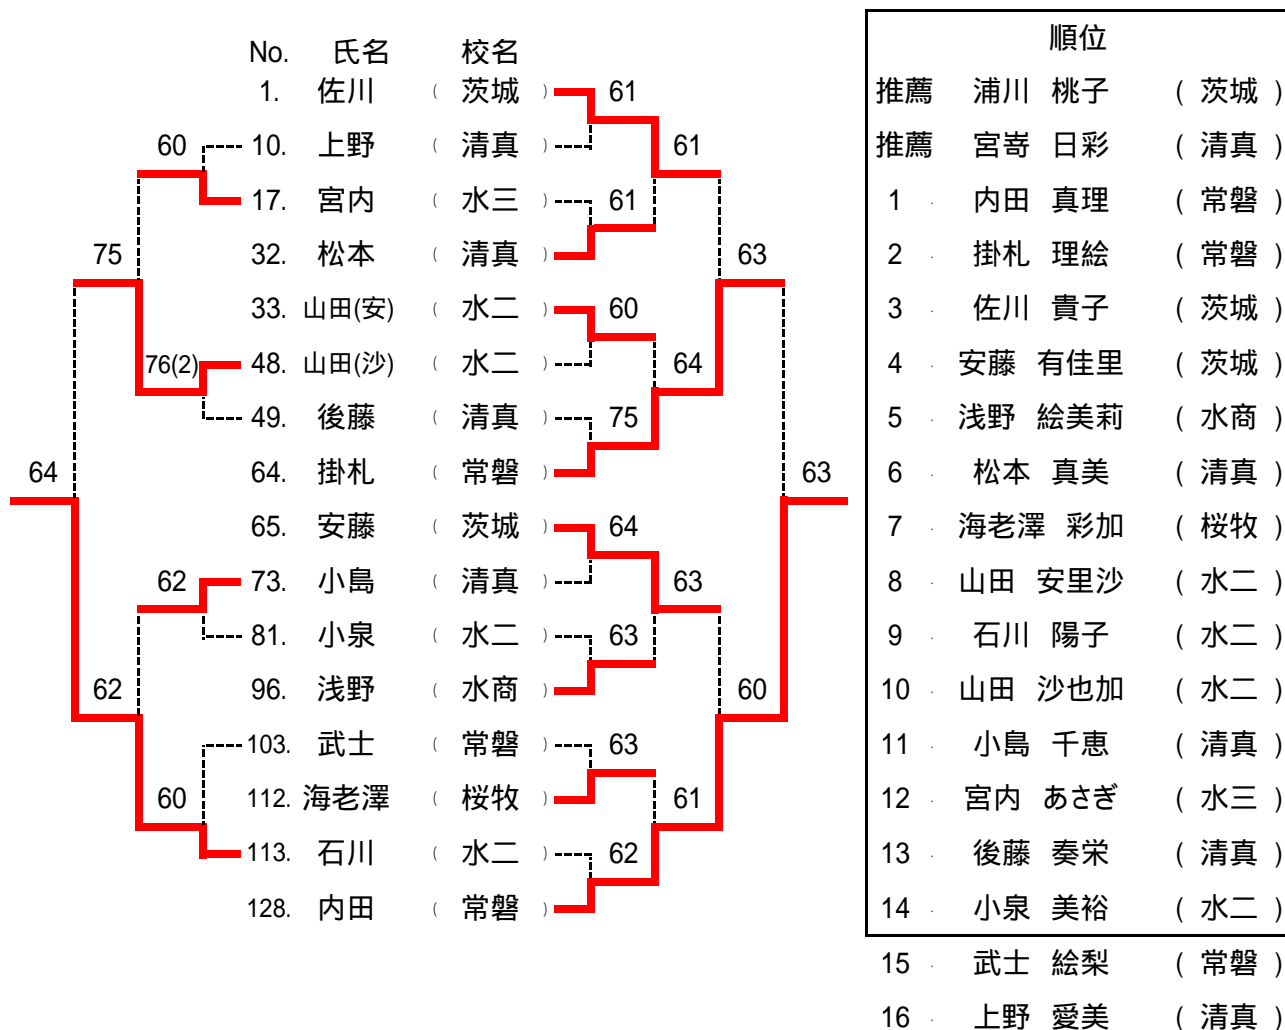 No. 氏名 校名
1. 佐川 ( 茨城 ) 61
60 10. 上野 ( 清真 ) 61
17. 宮内 ( 水三 ) 61
75 32. 松本 ( 清真 ) 63
33. 山田(安) ( 水二 ) 60
76(2) 48. 山田(沙) ( 水二 ) 64
49. 後藤 ( 清真 ) 75
64 64. 掛札 ( 常磐 ) 63
65. 安藤 ( 茨城 ) 64
62 73. 小島 ( 清真 ) 63
81. 小泉 ( 水二 ) 63
62 96. 浅野 ( 水商 ) 60
103. 武士 ( 常磐 ) 63
60 112. 海老澤 ( 桜牧 ) 61
113. 石川 ( 水二 ) 62
128. 内田 ( 常磐 )
順位
推薦 浦川 桃子 ( 茨城 )
推薦 宮嵜 日彩 ( 清真 )
1 . 内田 真理 ( 常磐 )
2 . 掛札 理絵 ( 常磐 )
3 . 佐川 貴子 ( 茨城 )
4 . 安藤 有佳里 ( 茨城 )
5 . 浅野 絵美莉 ( 水商 )
6 . 松本 真美 ( 清真 )
7 . 海老澤 彩加 ( 桜牧 )
8 . 山田 安里沙 ( 水二 )
9 . 石川 陽子 ( 水二 )
10 . 山田 沙也加 ( 水二 )
11 . 小島 千恵 ( 清真 )
12 . 宮内 あさぎ ( 水三 )
13 . 後藤 奏栄 ( 清真 )
14 . 小泉 美裕 ( 水二 )
15 . 武士 絵梨 ( 常磐 )
16 . 上野 愛美 ( 清真 )